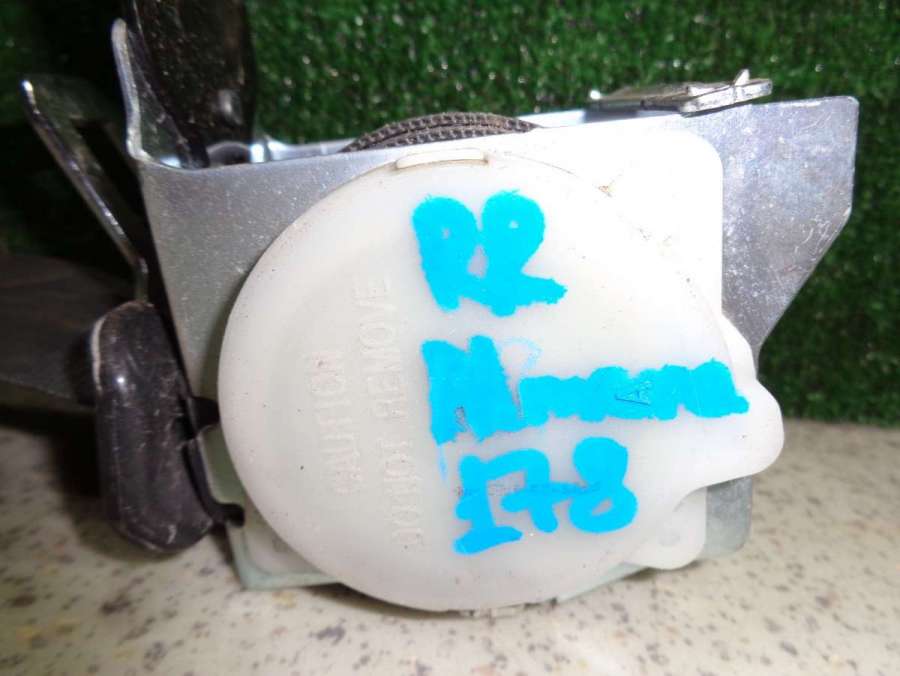 RR
Almera
178
CAUTION
DO NOT REMOVE